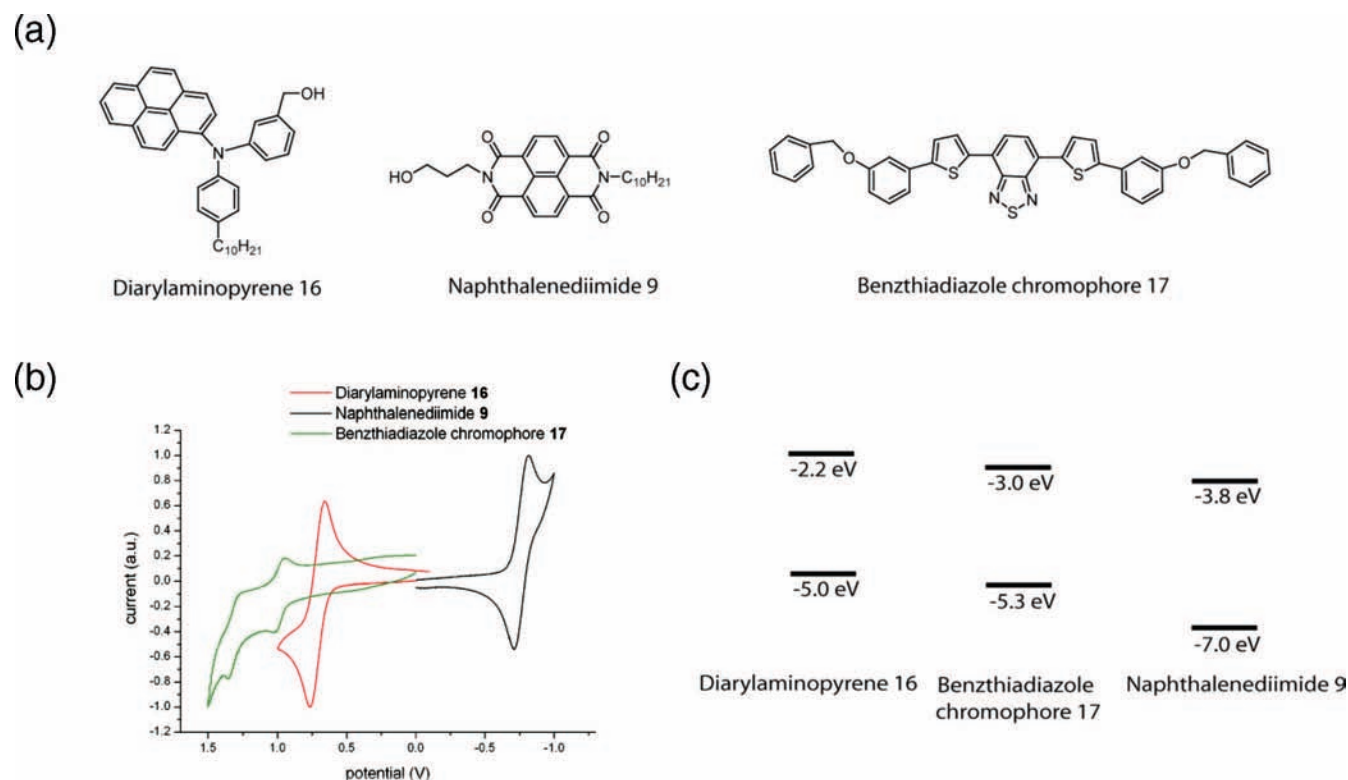 (a)
OH
N
C10H21
Diarylaminopyrene 16
HO
N
O
O
O
O
N
C10H21
Naphthalenediimide 9
O
S
N
S
N
S
O
Benzthiadiazole chromophore 17
(b)
Diarylaminopyrene 16
Naphthalenediimide 9
Benzthiadiazole chromophore 17
current (a.u.)
1.2
1.0
0.8
0.6
0.4
0.2
0.0
-0.2
-0.4
-0.6
-0.8
-1.0
-1.2
1.5 1.0 0.5 0.0 -0.5 -1.0
potential (V)
(c)
-2.2 eV
-3.0 eV
-3.8 eV
-5.0 eV
-5.3 eV
-7.0 eV
Diarylaminopyrene 16
Benzthiadiazole
chromophore 17
Naphthalenediimide 9